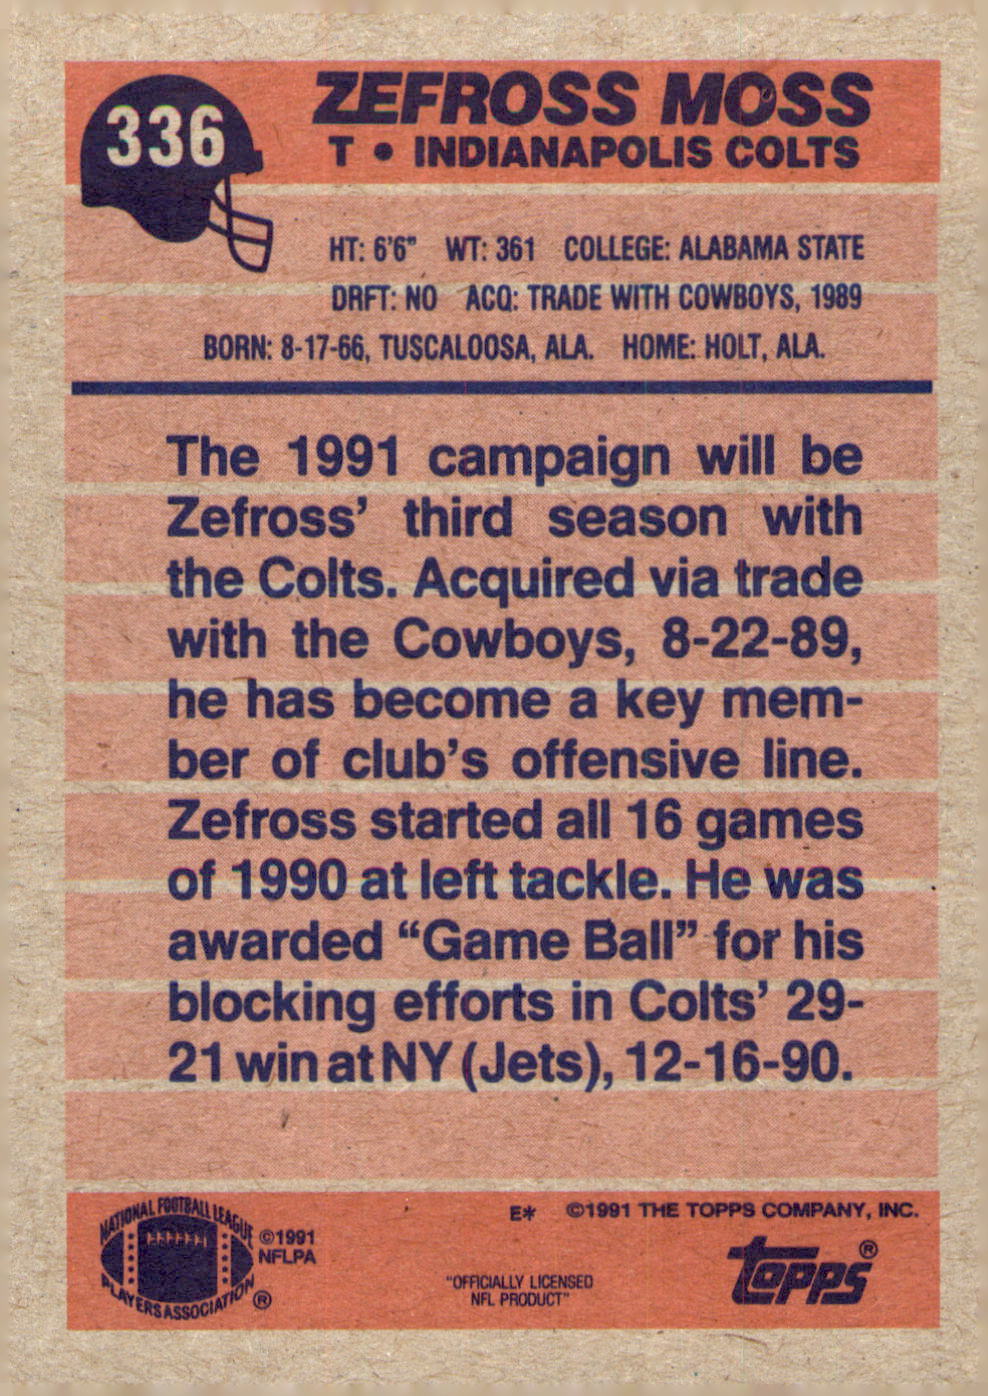 336
ZEFROSS MOSS
T • INDIANAPOLIS COLTS
HT: 6'6" WT: 361 COLLEGE: ALABAMA STATE
DRFT: NO ACQ: TRADE WITH COWBOYS, 1989
BORN: 8-17-66, TUSCALOOSA, ALA. HOME: HOLT, ALA.
The 1991 campaign will be
Zefross' third season with
the Colts. Acquired via trade
with the Cowboys, 8-22-89,
he has become a key mem-
ber of club's offensive line.
Zefross started all 16 games
of 1990 at left tackle. He was
awarded “Game Ball” for his
blocking efforts in Colts' 29-
21 win at NY (Jets), 12-16-90.
NATIONAL FOOTBALL LEAGUE
PLAYERS ASSOCIATION ®
©1991
NFLPA
E* ©1991 THE TOPPS COMPANY, INC.
"OFFICIALLY LICENSED
NFL PRODUCT"
topps®